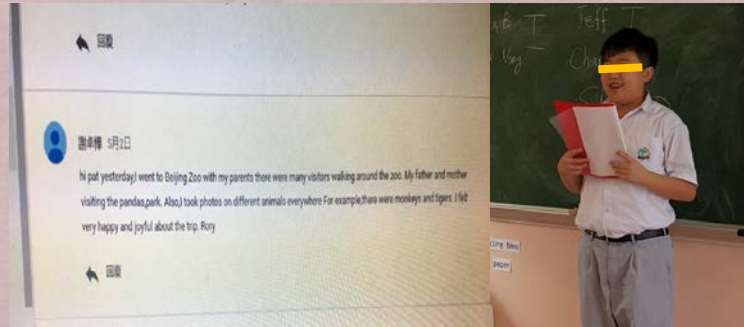 回覆
謝卓樺 5月2日
hi pat yesterday,I went to Beijing Zoo with my parents there were many visitors walking around the zoo. My father and mother
visiting the pandas,park. Also,I took photos on different animals everywhere For example,there were monkeys and tigers. I felt
very happy and joyful about the trip. Rory
回覆
Jeff T